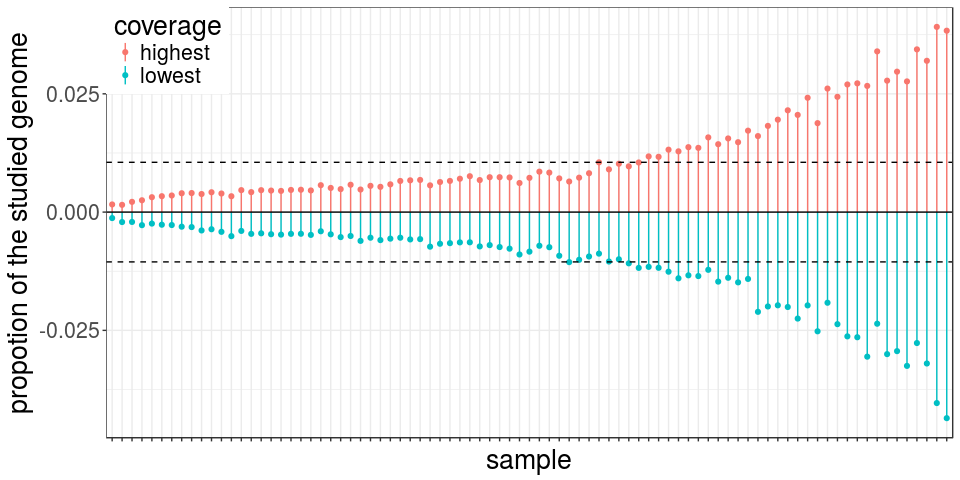 coverage
highest
lowest
propotion of the studied genome
0.025
0.000
-0.025
sample